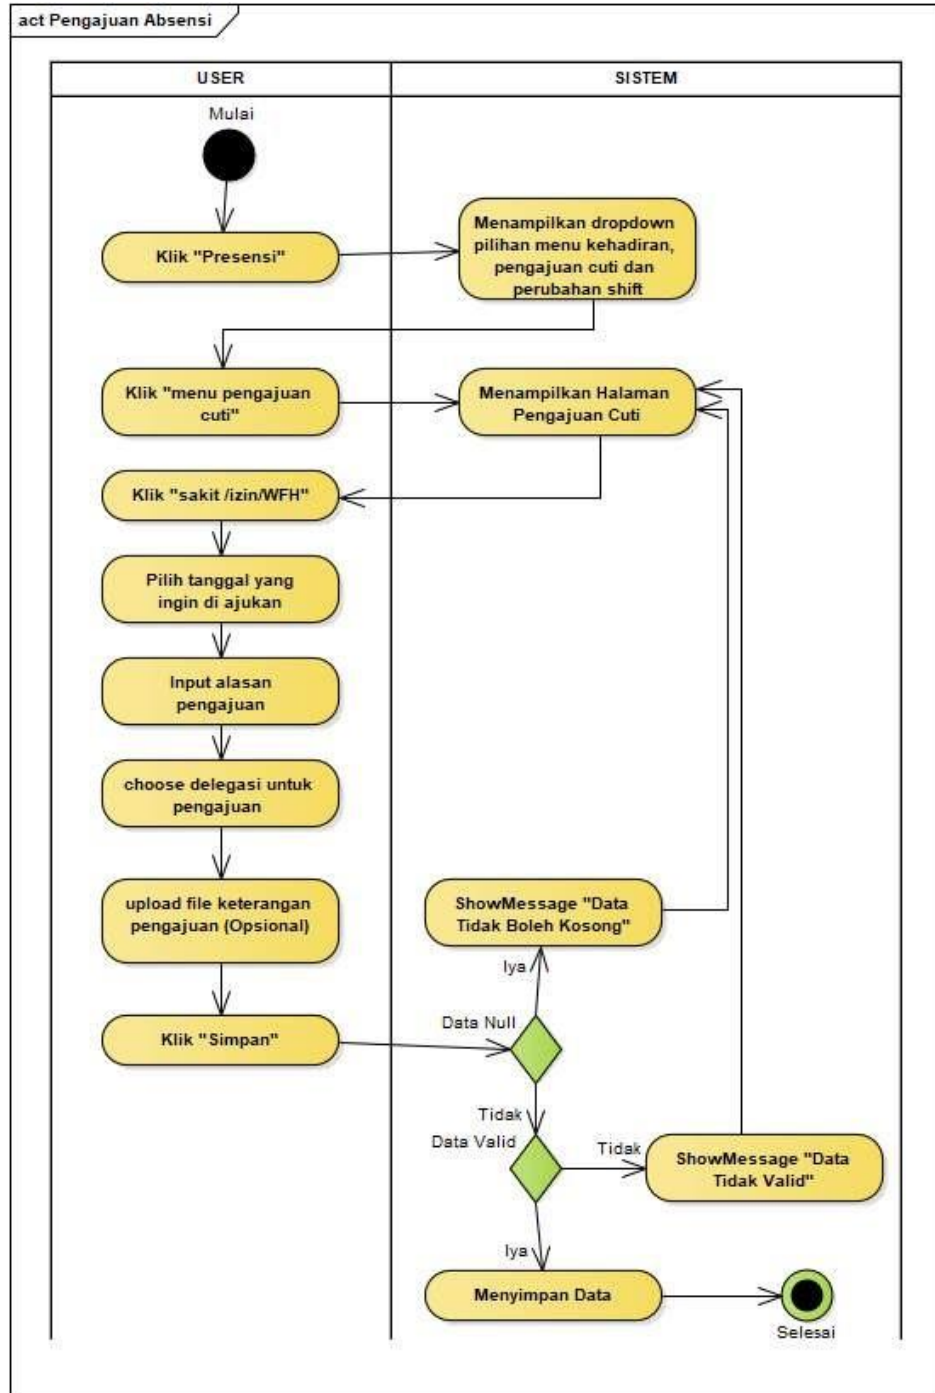 act Pengajuan Absensi
USER
SISTEM
Mulai
Klik "Presensi"
Menampilkan dropdown
pilihan menu kehadiran,
pengajuan cuti dan
perubahan shift
Klik "menu pengajuan
cuti"
Menampilkan Halaman
Pengajuan Cuti
Klik "sakit /izin/WFH"
Pilih tanggal yang
ingin di ajukan
Input alasan
pengajuan
choose delegasi untuk
pengajuan
upload file keterangan
pengajuan (Opsional)
ShowMessage "Data
Tidak Boleh Kosong"
Iya
Data Null
Klik "Simpan"
Tidak
Data Valid
Tidak
ShowMessage "Data
Tidak Valid"
Iya
Menyimpan Data
Selesai